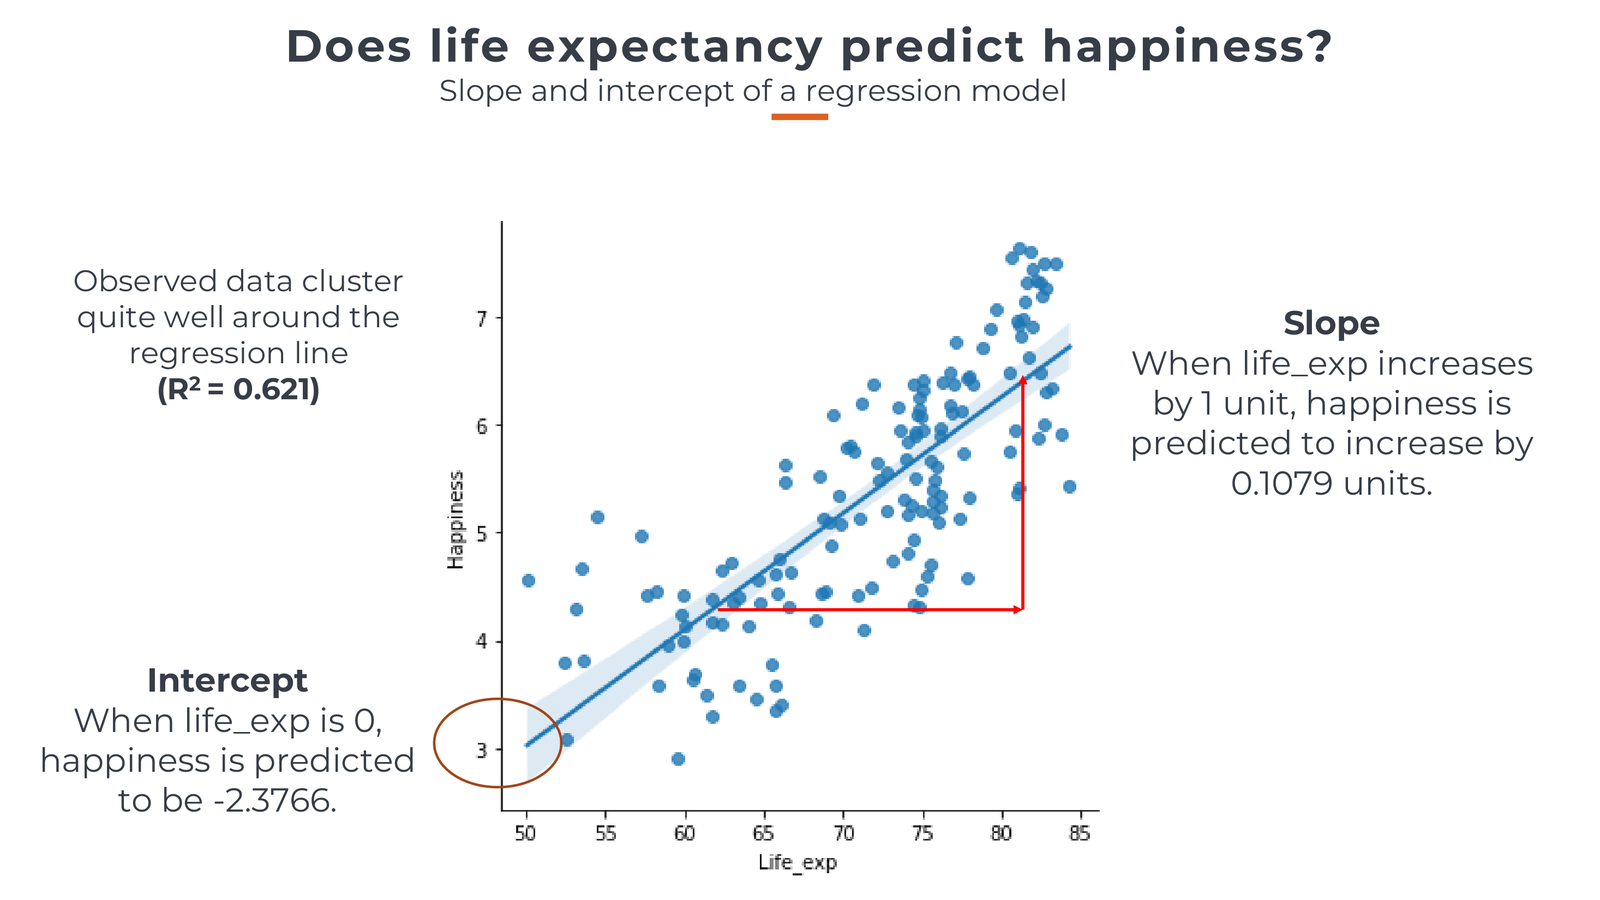 Does life expectancy predict happiness?
Slope and intercept of a regression model
Observed data cluster
quite well around the
regression line
(R² = 0.621)
Intercept
When life_exp is 0,
happiness is predicted
to be -2.3766.
Happiness
7
6
5
4
3
50 55 60 65 70 75 80 85
Life_exp
Slope
When life_exp increases
by 1 unit, happiness is
predicted to increase by
0.1079 units.